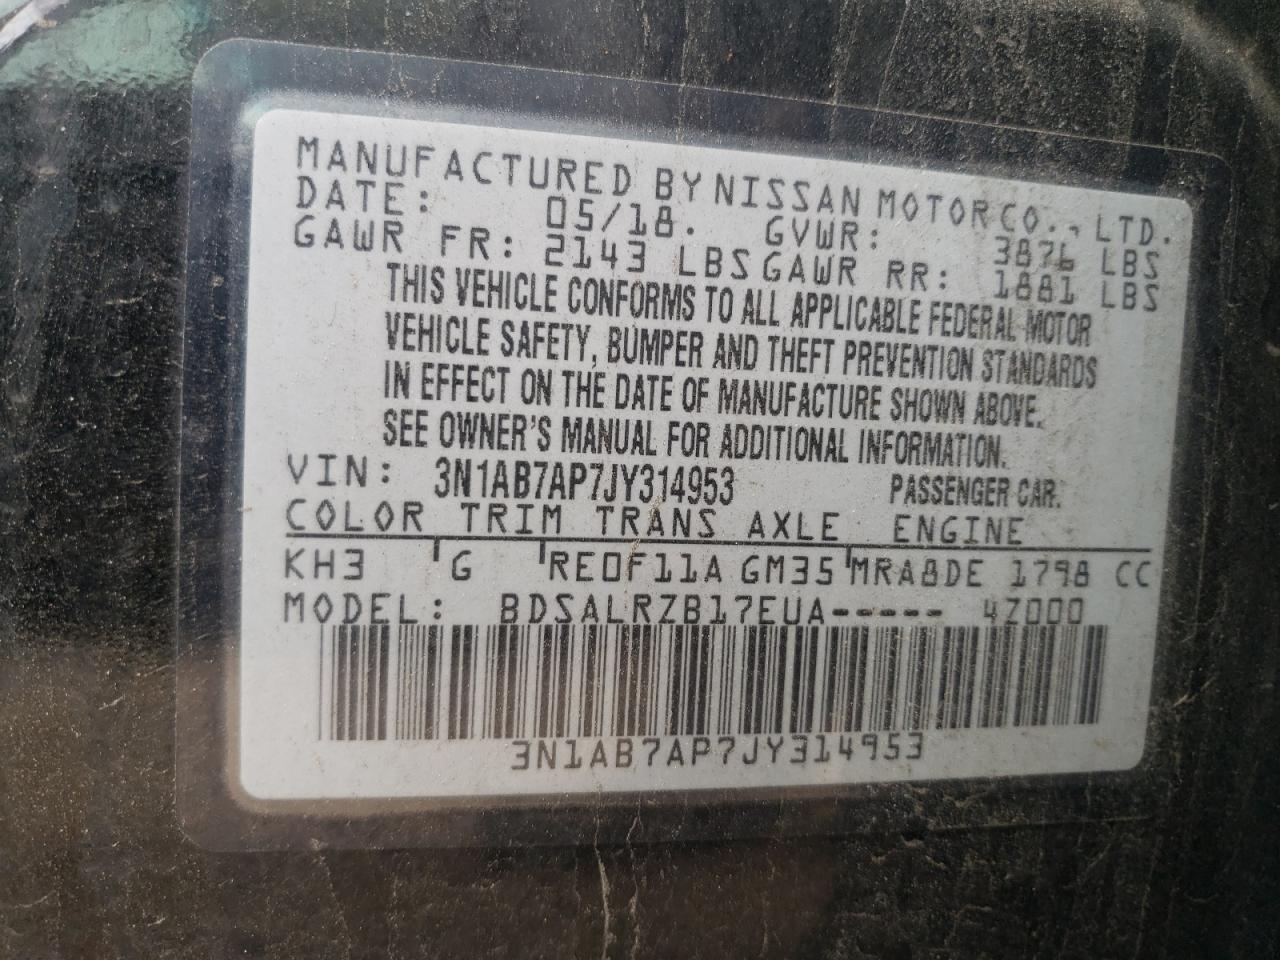 MANUFACTURED BY NISSAN MOTOR CO., LTD.
DATE: 05/18. GVWR: 3876 LBS
GAWR FR: 2143 LBS GAWR RR: 1881 LBS
THIS VEHICLE CONFORMS TO ALL APPLICABLE FEDERAL MOTOR
VEHICLE SAFETY, BUMPER AND THEFT PREVENTION STANDARDS
IN EFFECT ON THE DATE OF MANUFACTURE SHOWN ABOVE.
SEE OWNER'S MANUAL FOR ADDITIONAL INFORMATION.
VIN: 3N1AB7AP7JY314953 PASSENGER CAR.
COLOR TRIM TRANS AXLE ENGINE
KH3 G RE0F11A GM35 MRA8DE 1798 CC
MODEL: BDSALRZB17EUA----- 4Z000
3N1AB7AP7JY314953